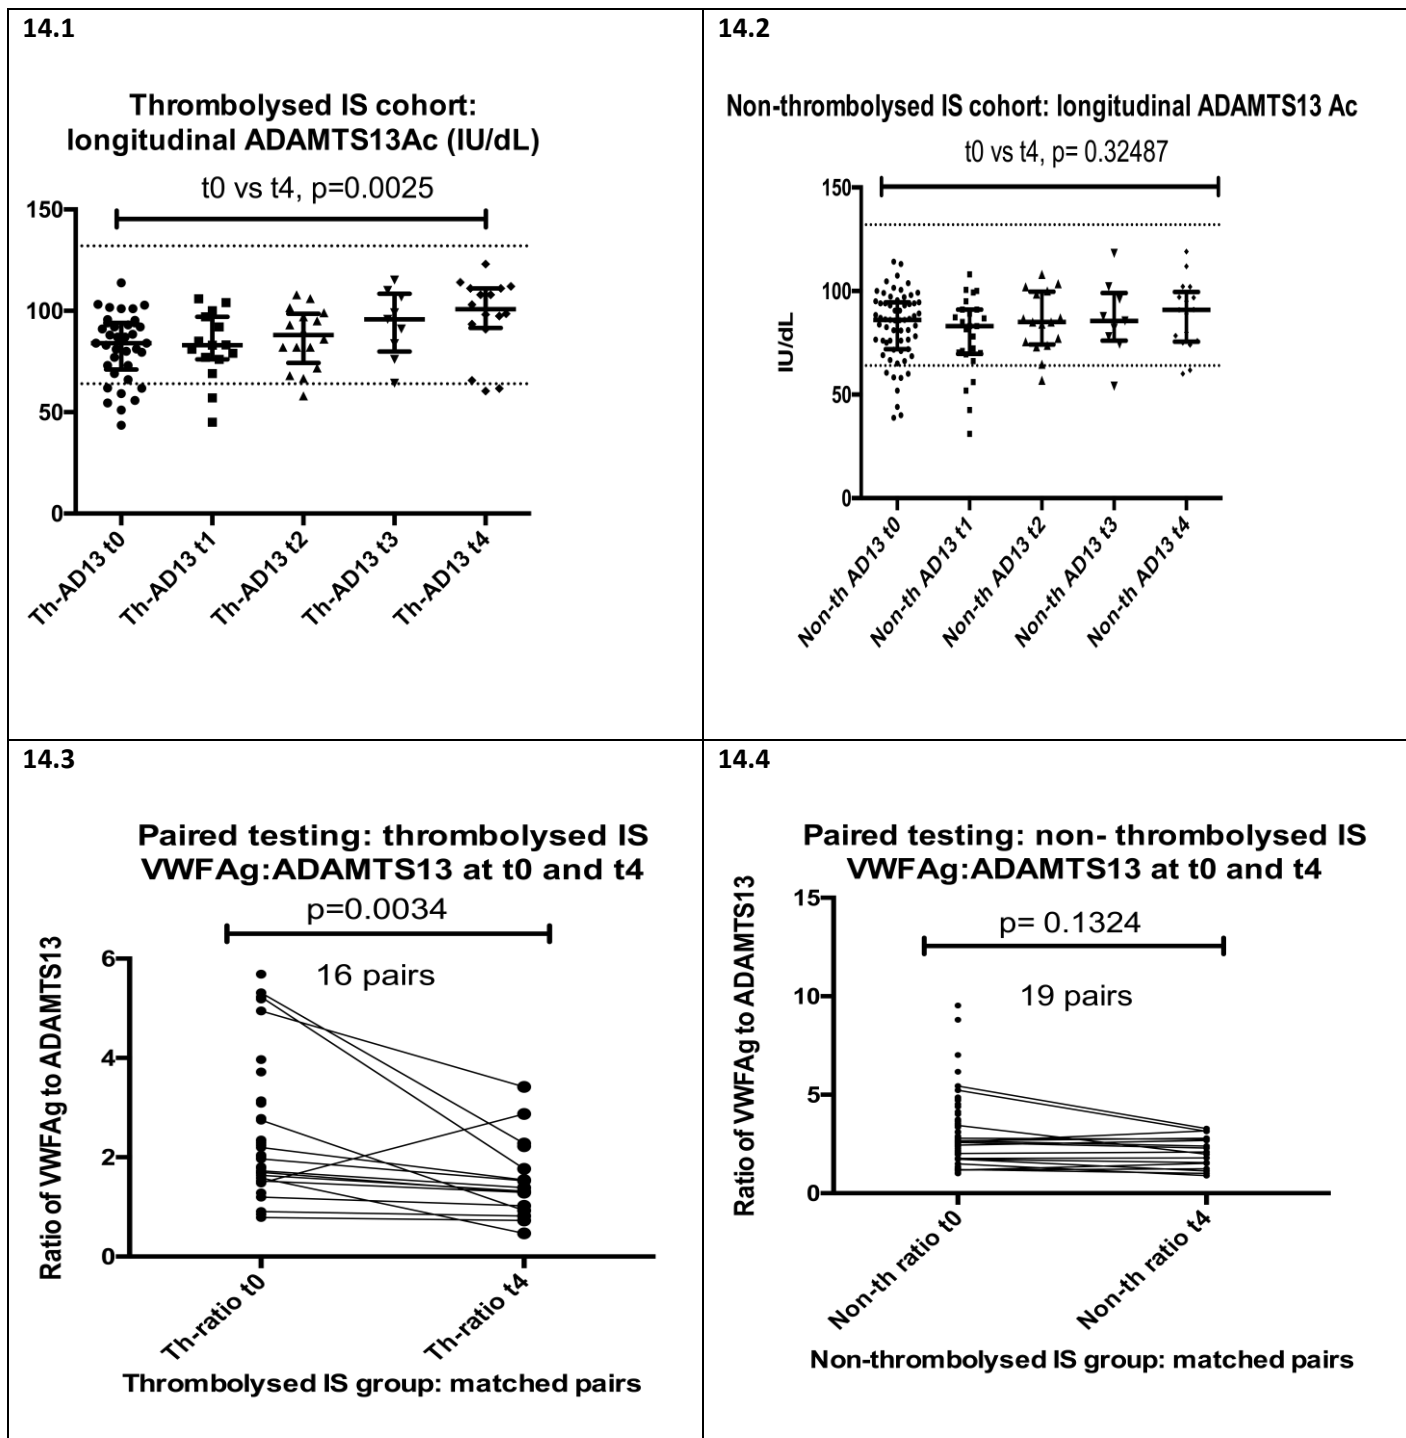 14.1
Thrombolysed IS cohort:
longitudinal ADAMTS13Ac (IU/dL)
t0 vs t4, p=0.0025
150
100
50
0
Th-AD13 t0
Th-AD13 t1
Th-AD13 t2
Th-AD13 t3
Th-AD13 t4
14.2
Non-thrombolysed IS cohort: longitudinal ADAMTS13 Ac
t0 vs t4, p= 0.32487
IU/dL
150
100
50
0
Non-th AD13 t0
Non-th AD13 t1
Non-th AD13 t2
Non-th AD13 t3
Non-th AD13 t4
14.3
Paired testing: thrombolysed IS
VWFAg:ADAMTS13 at t0 and t4
p=0.0034
16 pairs
Ratio of VWFAg to ADAMTS13
6
4
2
0
Th-ratio t0
Th-ratio t4
Thrombolysed IS group: matched pairs
14.4
Paired testing: non- thrombolysed IS
VWFAg:ADAMTS13 at t0 and t4
p= 0.1324
19 pairs
Ratio of VWFAg to ADAMTS13
15
10
5
0
Non-th ratio t0
Non-th ratio t4
Non-thrombolysed IS group: matched pairs